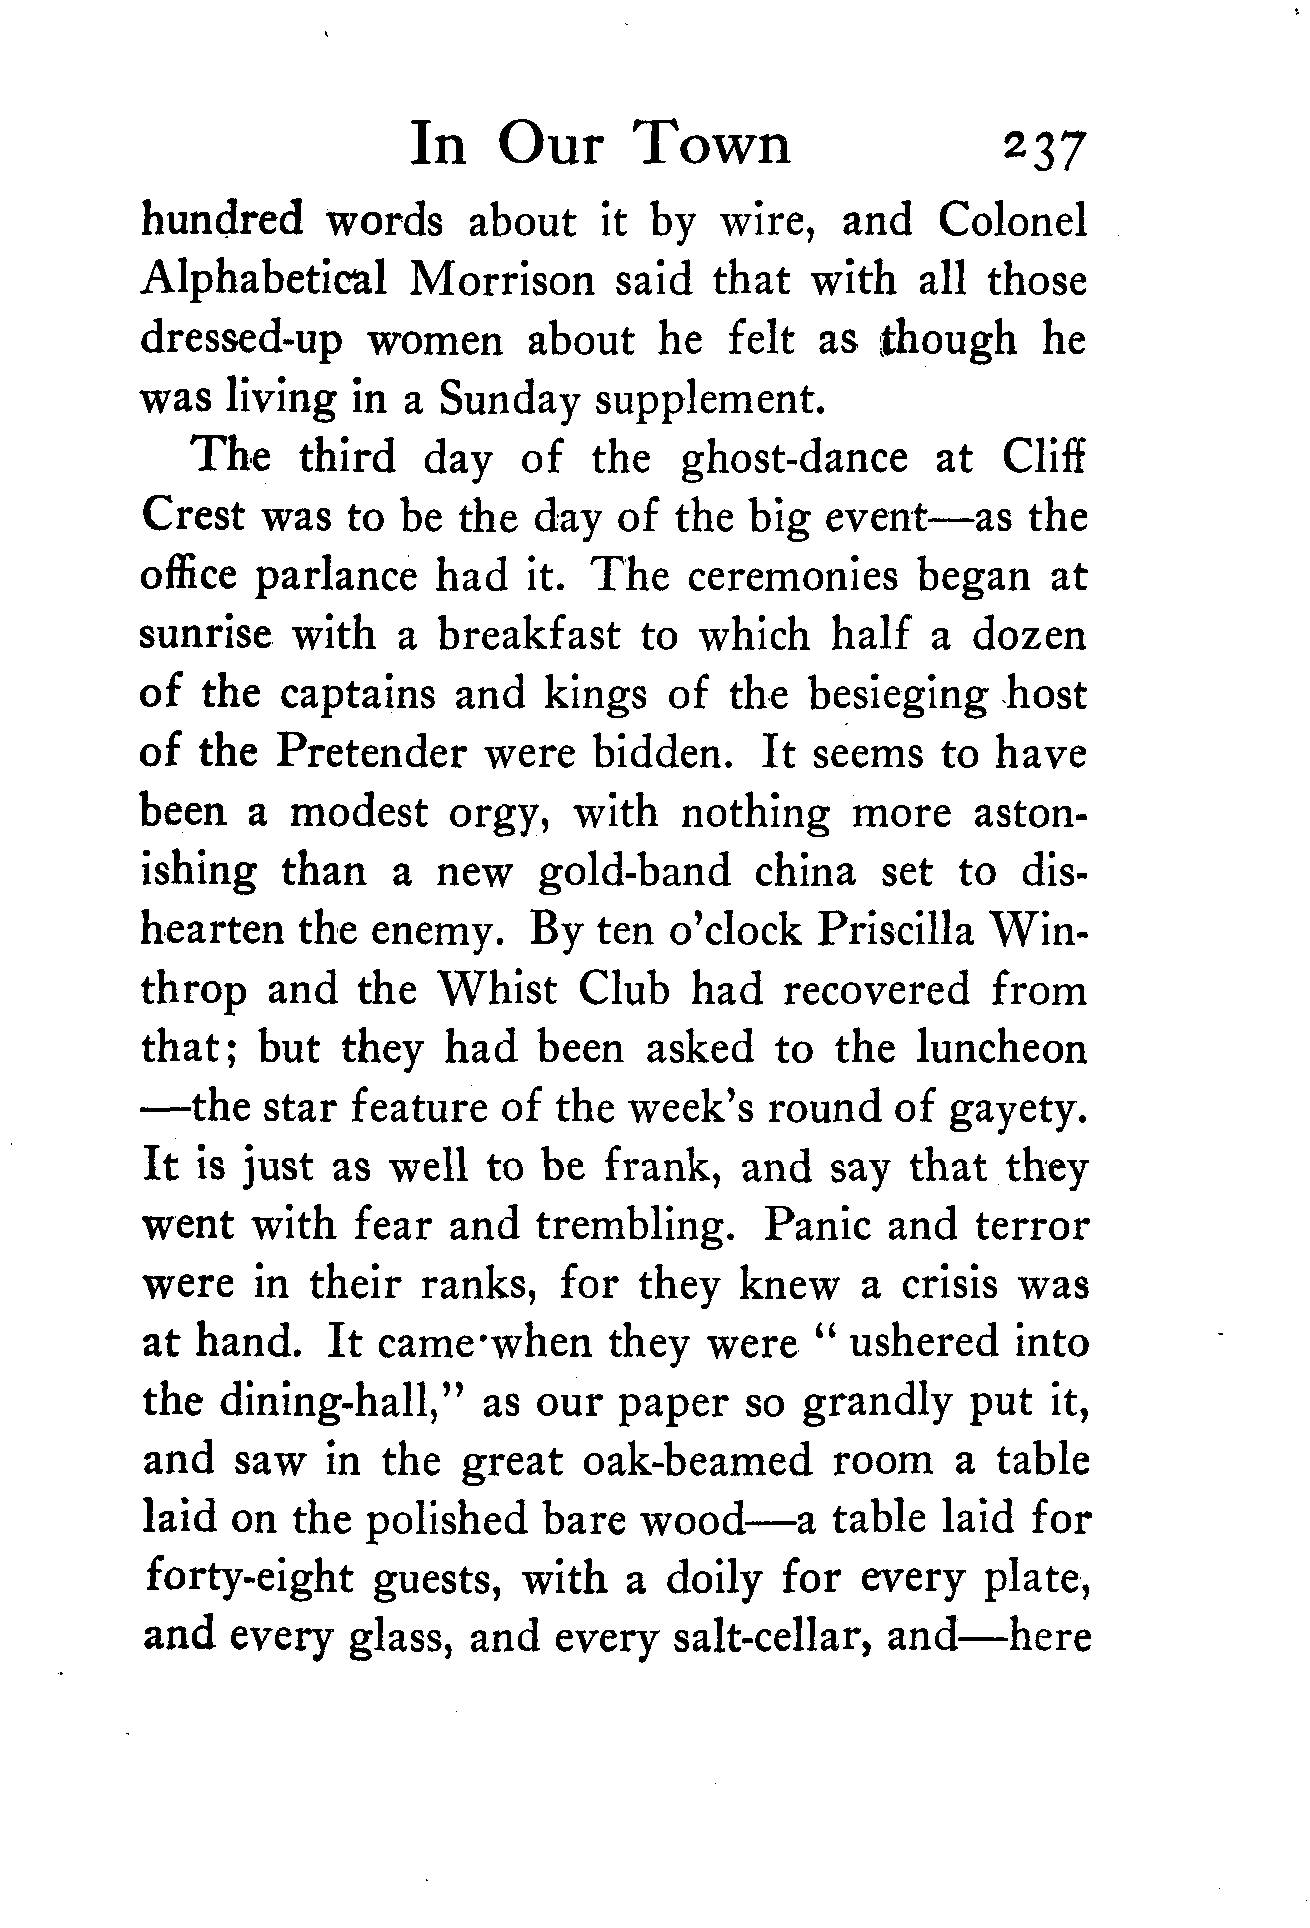 In Our Town 237
hundred words about it by wire, and Colonel
Alphabetical Morrison said that with all those
dressed-up women about he felt as though he
was living in a Sunday supplement.
The third day of the ghost-dance at Cliff
Crest was to be the day of the big event—as the
office parlance had it. The ceremonies began at
sunrise with a breakfast to which half a dozen
of the captains and kings of the besieging host
of the Pretender were bidden. It seems to have
been a modest orgy, with nothing more aston-
ishing than a new gold-band china set to dis-
hearten the enemy. By ten o'clock Priscilla Win-
throp and the Whist Club had recovered from
that; but they had been asked to the luncheon
—the star feature of the week's round of gayety.
It is just as well to be frank, and say that they
went with fear and trembling. Panic and terror
were in their ranks, for they knew a crisis was
at hand. It came when they were " ushered into
the dining-hall," as our paper so grandly put it,
and saw in the great oak-beamed room a table
laid on the polished bare wood—a table laid for
forty-eight guests, with a doily for every plate,
and every glass, and every salt-cellar, and—here